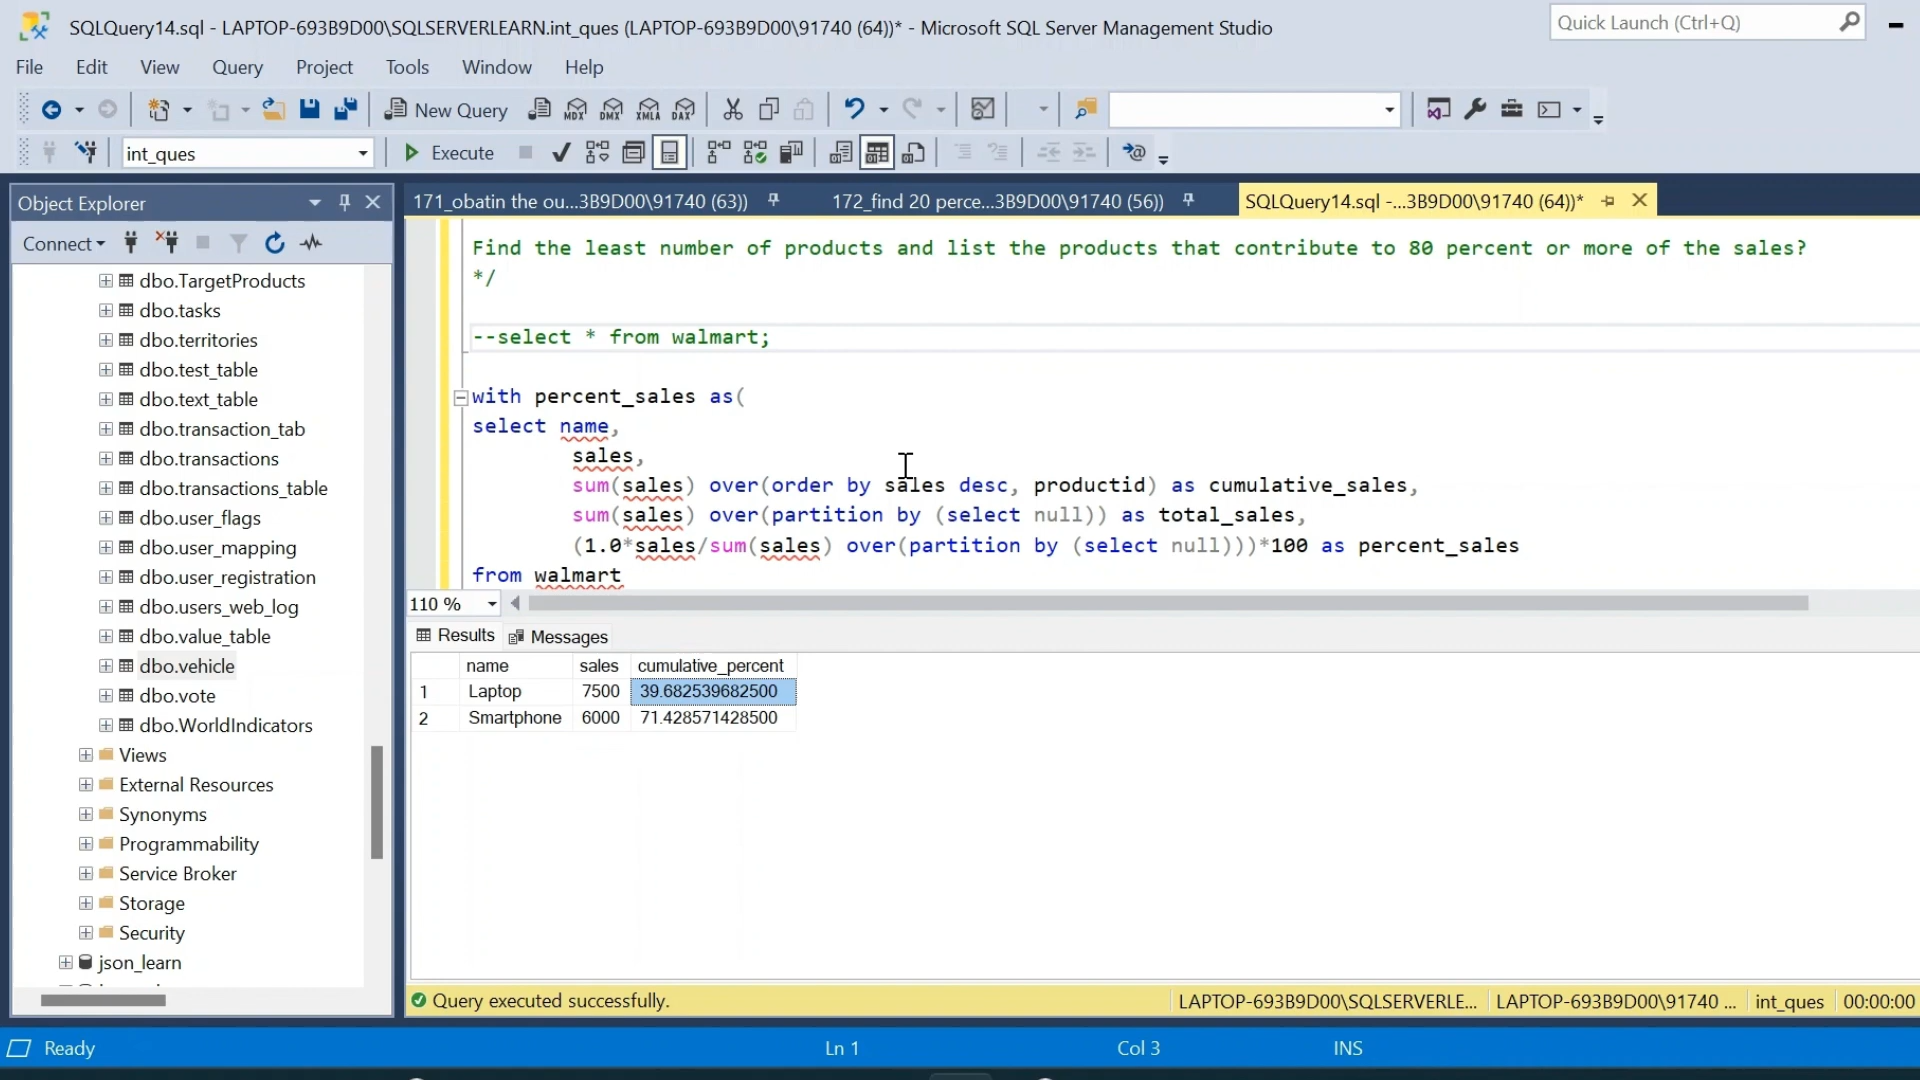 SQLQuery14.sql - LAPTOP-693B9D00\SQLSERVERLEARN.int_ques (LAPTOP-693B9D00\91740 (64))* - Microsoft SQL Server Management Studio
Quick Launch (Ctrl+Q)
File Edit View Query Project Tools Window Help
New Query MDX DMX XMLA DAX
int_ques Execute
Object Explorer
171_obatin the ou...3B9D00\91740 (63)) 172_find 20 perce...3B9D00\91740 (56)) SQLQuery14.sql -...3B9D00\91740 (64))*
Connect
dbo.TargetProducts
dbo.tasks
dbo.territories
dbo.test_table
dbo.text_table
dbo.transaction_tab
dbo.transactions
dbo.transactions_table
dbo.user_flags
dbo.user_mapping
dbo.user_registration
dbo.users_web_log
dbo.value_table
dbo.vehicle
dbo.vote
dbo.WorldIndicators
Views
External Resources
Synonyms
Programmability
Service Broker
Storage
Security
json_learn
Find the least number of products and list the products that contribute to 80 percent or more of the sales?
*/
--select * from walmart;
with percent_sales as(
select name,
sales,
sum(sales) over(order by sales desc, productid) as cumulative_sales,
sum(sales) over(partition by (select null)) as total_sales,
(1.0*sales/sum(sales) over(partition by (select null)))*100 as percent_sales
from walmart
110 %
Results Messages
name sales cumulative_percent
1 Laptop 7500 39.682539682500
2 Smartphone 6000 71.428571428500
Query executed successfully. LAPTOP-693B9D00\SQLSERVERLE... LAPTOP-693B9D00\91740 ... int_ques 00:00:00
Ready Ln 1 Col 3 INS